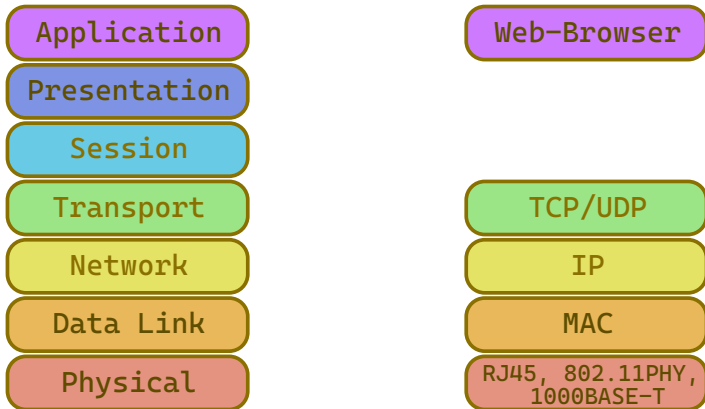 Application
Web-Browser
Presentation
Session
Transport
TCP/UDP
Network
IP
Data Link
MAC
Physical
RJ45, 802.11PHY,
1000BASE-T